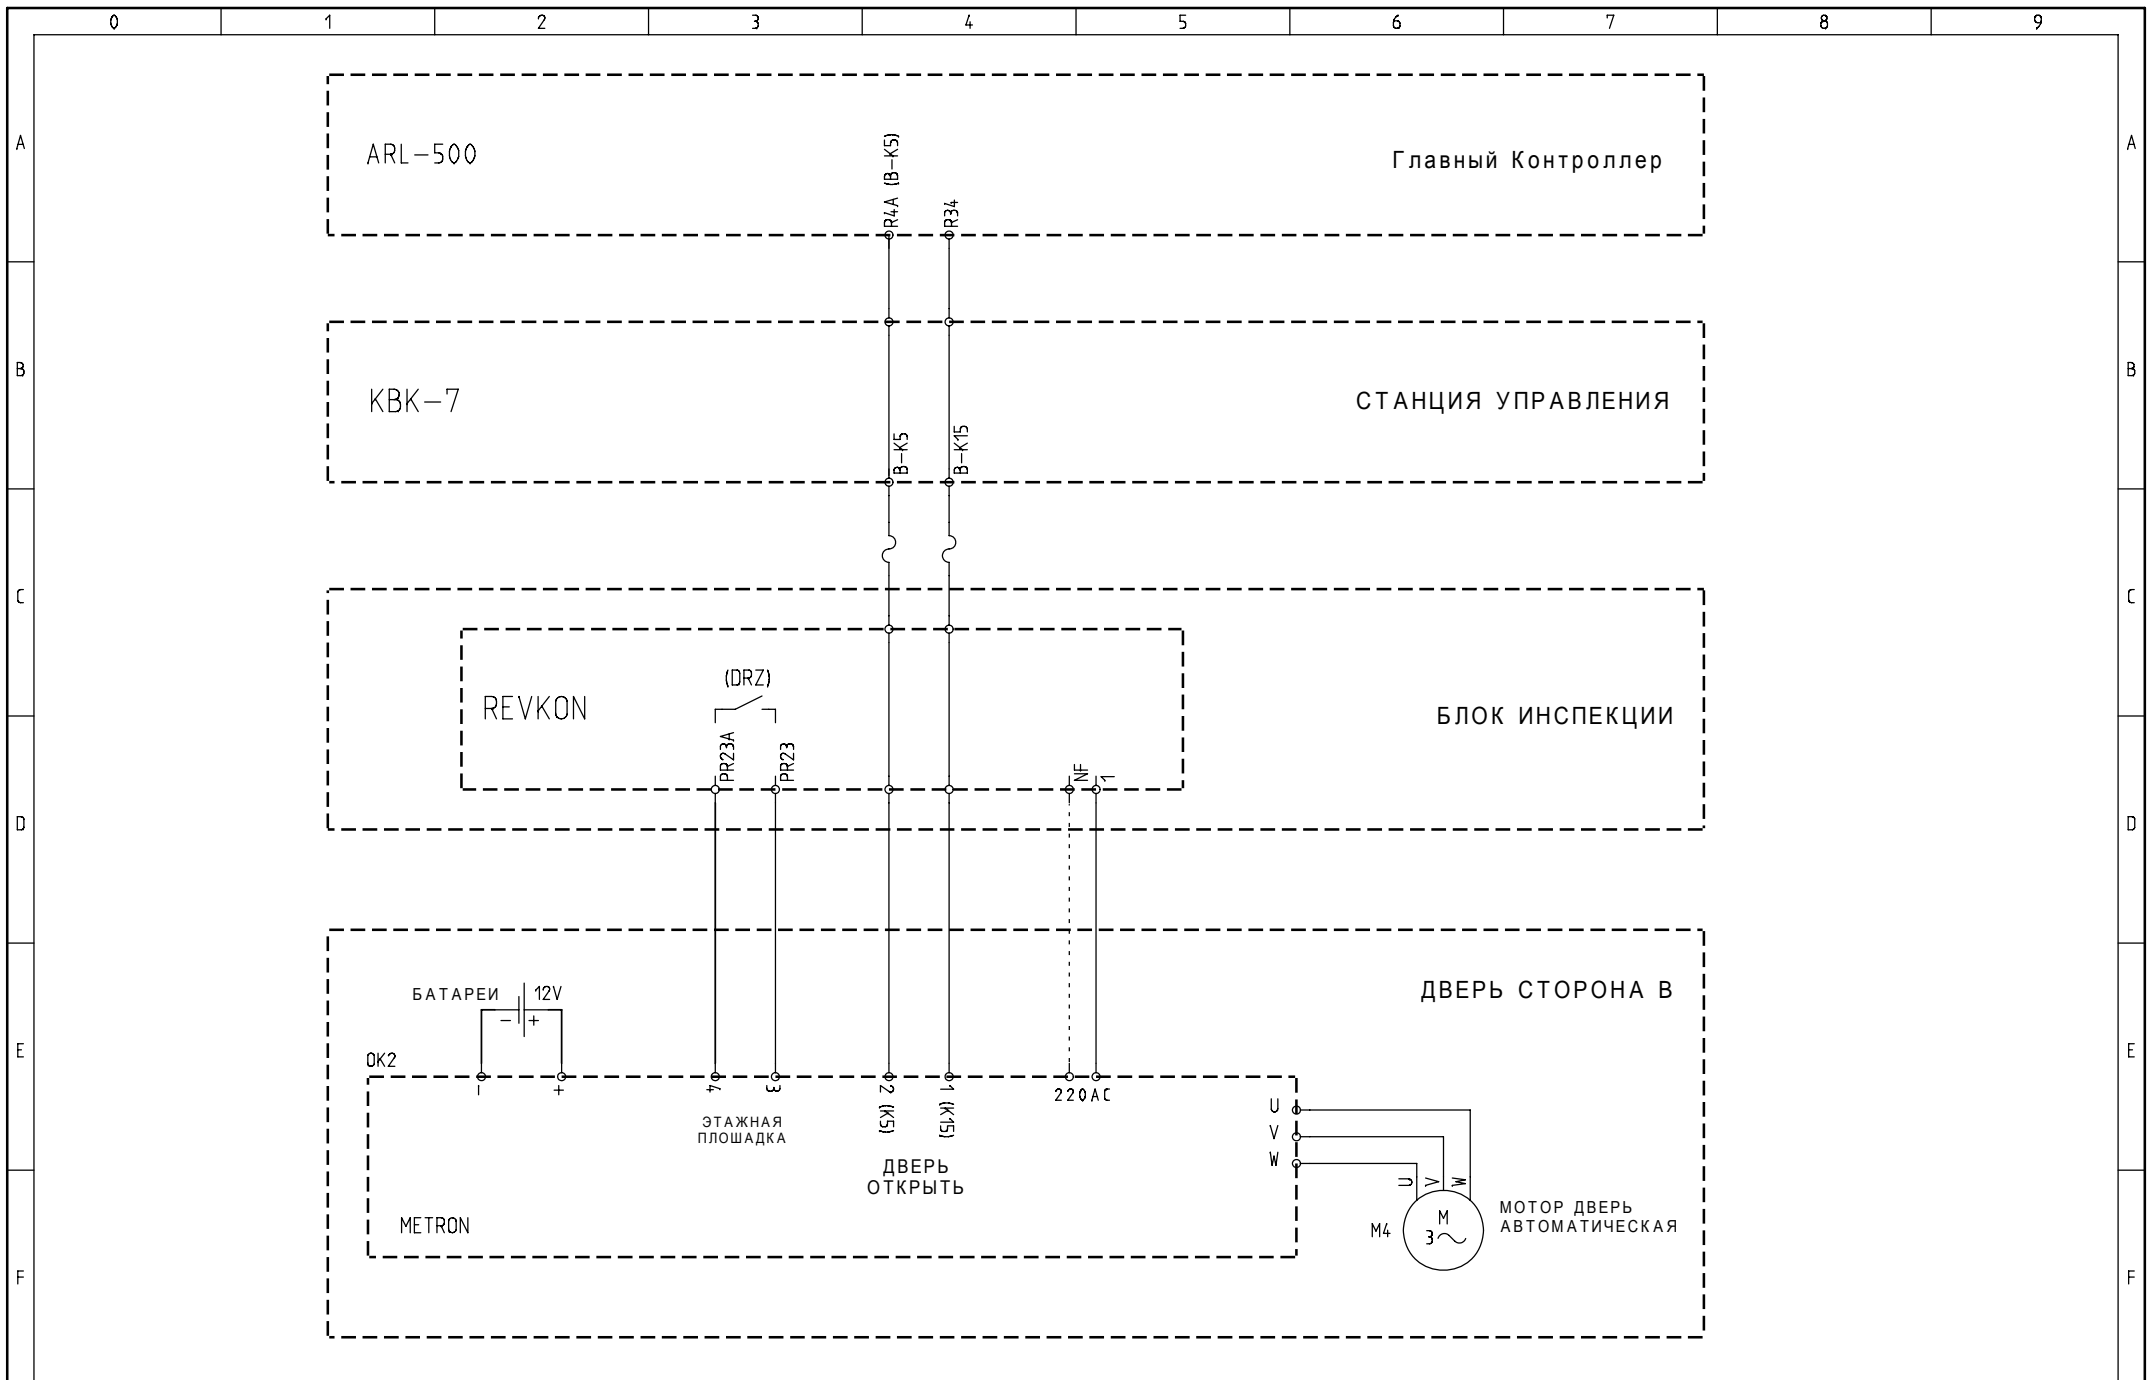 0 1 2 3 4 5 6 7 8 9
A A
ARL-500
R4A (B-K5)
R34
Главный Контроллер
B B
KBK-7
B-K5
B-K15
СТАНЦИЯ УПРАВЛЕНИЯ
C C
REVKON
(DRZ)
PR23A
PR23
NF
1
БЛОК ИНСПЕКЦИИ
D D
ДВЕРЬ СТОРОНА B
БАТАРЕИ 12V
- +
E E
OK2
- + 4 3 2 (K5) 1 (K15) 220AC
ЭТАЖНАЯ
ПЛОШАДКА
ДВЕРЬ
ОТКРЫТЬ
U
V
W
U V W
METRON
M4
M
3~
МОТОР ДВЕРЬ
АВТОМАТИЧЕСКАЯ
F F